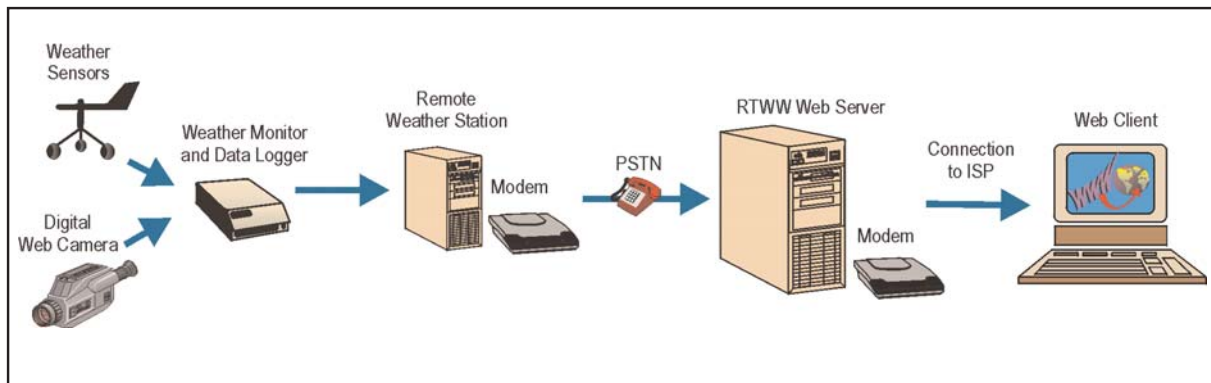 Weather
Sensors
Digital
Web Camera
Weather Monitor
and Data Logger
Remote
Weather Station
Modem
PSTN
RTWW Web Server
Modem
Connection
to ISP
Web Client
WWW